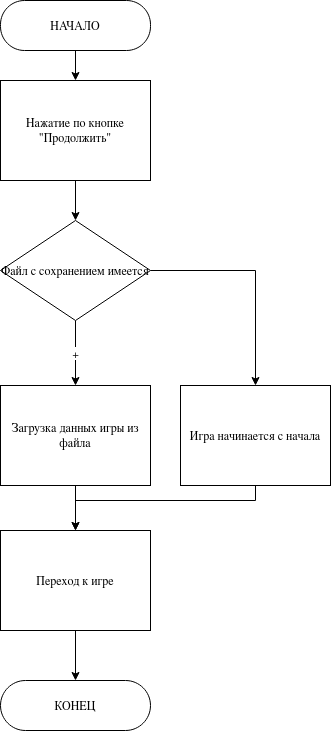 НАЧАЛО
Нажатие по кнопке
"Продолжить"
Файл с сохранением имеется
+
Загрузка данных игры из
файла
Игра начинается с начала
Переход к игре
КОНЕЦ